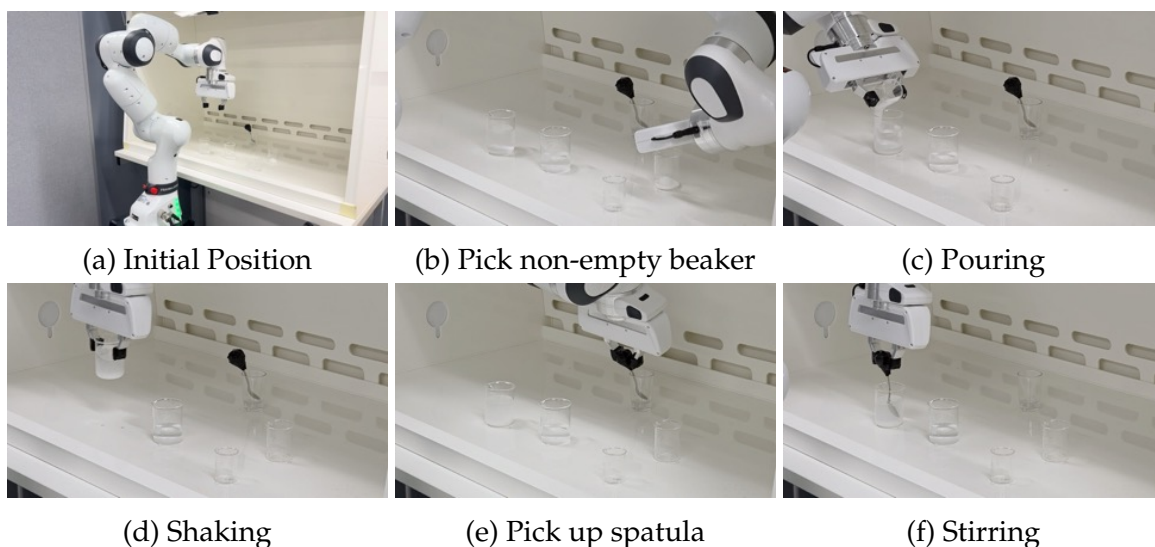 (a) Initial Position
(b) Pick non-empty beaker
(c) Pouring
(d) Shaking
(e) Pick up spatula
(f) Stirring